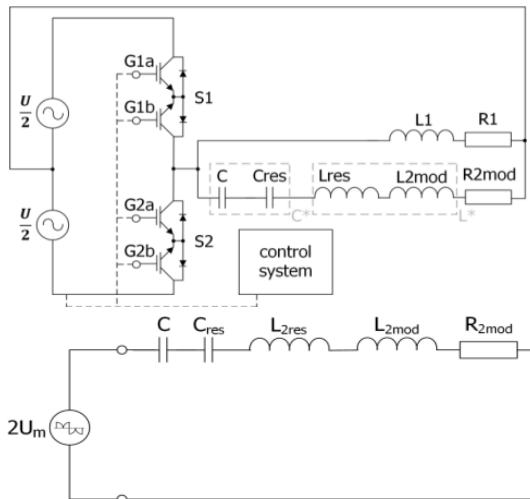 G1a
U/2
G1b
S1
L1 R1
C Cres Lres L2mod R2mod
C* L*
G2a
U/2
S2
G2b
control
system
C Cres L2res L2mod R2mod
2Um